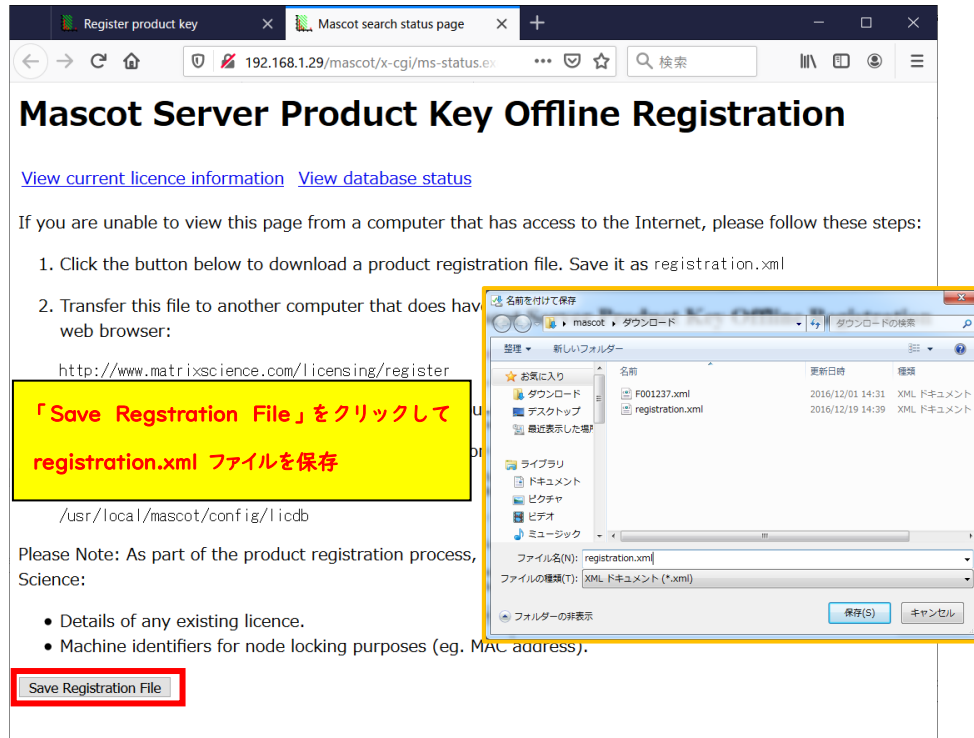 Register product key
Mascot search status page
192.168.1.29/mascot/x-cgi/ms-status.ex
検索
Mascot Server Product Key Offline Registration
View current licence information View database status
If you are unable to view this page from a computer that has access to the Internet, please follow these steps:
1. Click the button below to download a product registration file. Save it as registration.xml
2. Transfer this file to another computer that does hav
web browser:
http://www.matrixscience.com/licensing/register
「Save Regstration File」をクリックして
registration.xml ファイルを保存
/usr/local/mascot/config/licdb
Please Note: As part of the product registration process,
Science:
• Details of any existing licence.
• Machine identifiers for node locking purposes (eg. MAC address).
Save Registration File
名前を付けて保存
mascot ダウンロード
ダウンロードの検索
整理 新しいフォルダー
お気に入り
ダウンロード
デスクトップ
最近表示した場所
ライブラリ
ドキュメント
ピクチャ
ビデオ
ミュージック
名前 更新日時 種類
F001237.xml 2016/12/01 14:31 XML ドキュメント
registration.xml 2016/12/19 14:39 XML ドキュメント
ファイル名(N): registration.xml
ファイルの種類(T): XML ドキュメント (*.xml)
フォルダーの非表示
保存(S) キャンセル